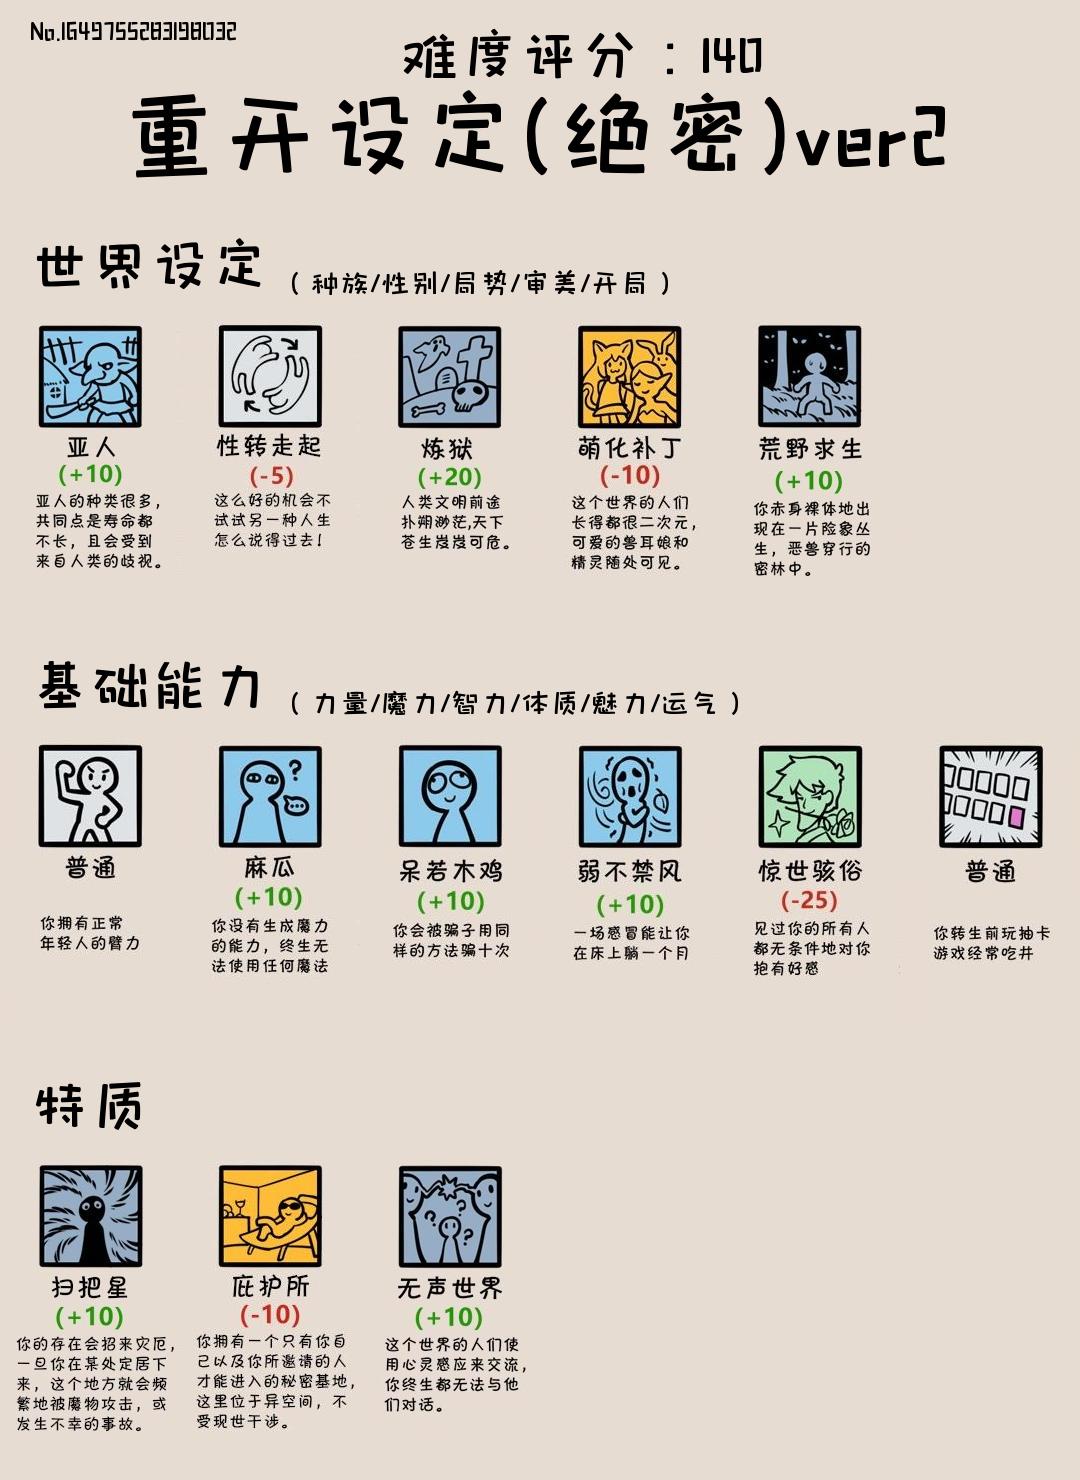 No.1649755283198032
难度评分：140
重开设定(绝密)ver2
世界设定 （种族/性别/局势/审美/开局）
亚人
(+10)
亚人的种类很多，
共同点是寿命都
不长，且会受到
来自人类的歧视。
性转走起
(-5)
这么好的机会不
试试另一种人生
怎么说得过去！
炼狱
(+20)
人类文明前途
扑朔渺茫,天下
苍生岌岌可危。
萌化补丁
(-10)
这个世界的人们
长得都很二次元，
可爱的兽耳娘和
精灵随处可见。
荒野求生
(+10)
你赤身裸体地出
现在一片险象丛
生，恶兽穿行的
密林中。
基础能力 （力量/魔力/智力/体质/魅力/运气）
普通
你拥有正常
年轻人的臂力
麻瓜
(+10)
你没有生成魔力
的能力，终生无
法使用任何魔法
呆若木鸡
(+10)
你会被骗子用同
样的方法骗十次
弱不禁风
(+10)
一场感冒能让你
在床上躺一个月
惊世骇俗
(-25)
见过你的所有人
都无条件地对你
抱有好感
普通
你转生前玩抽卡
游戏经常吃井
特质
扫把星
(+10)
你的存在会招来灾厄，
一旦你在某处定居下
来，这个地方就会频
繁地被魔物攻击，或
发生不幸的事故。
庇护所
(-10)
你拥有一个只有你自
己以及你所邀请的人
才能进入的秘密基地，
这里位于异空间，不
受现世干涉。
无声世界
(+10)
这个世界的人们使
用心灵感应来交流，
你终生都无法与他
们对话。